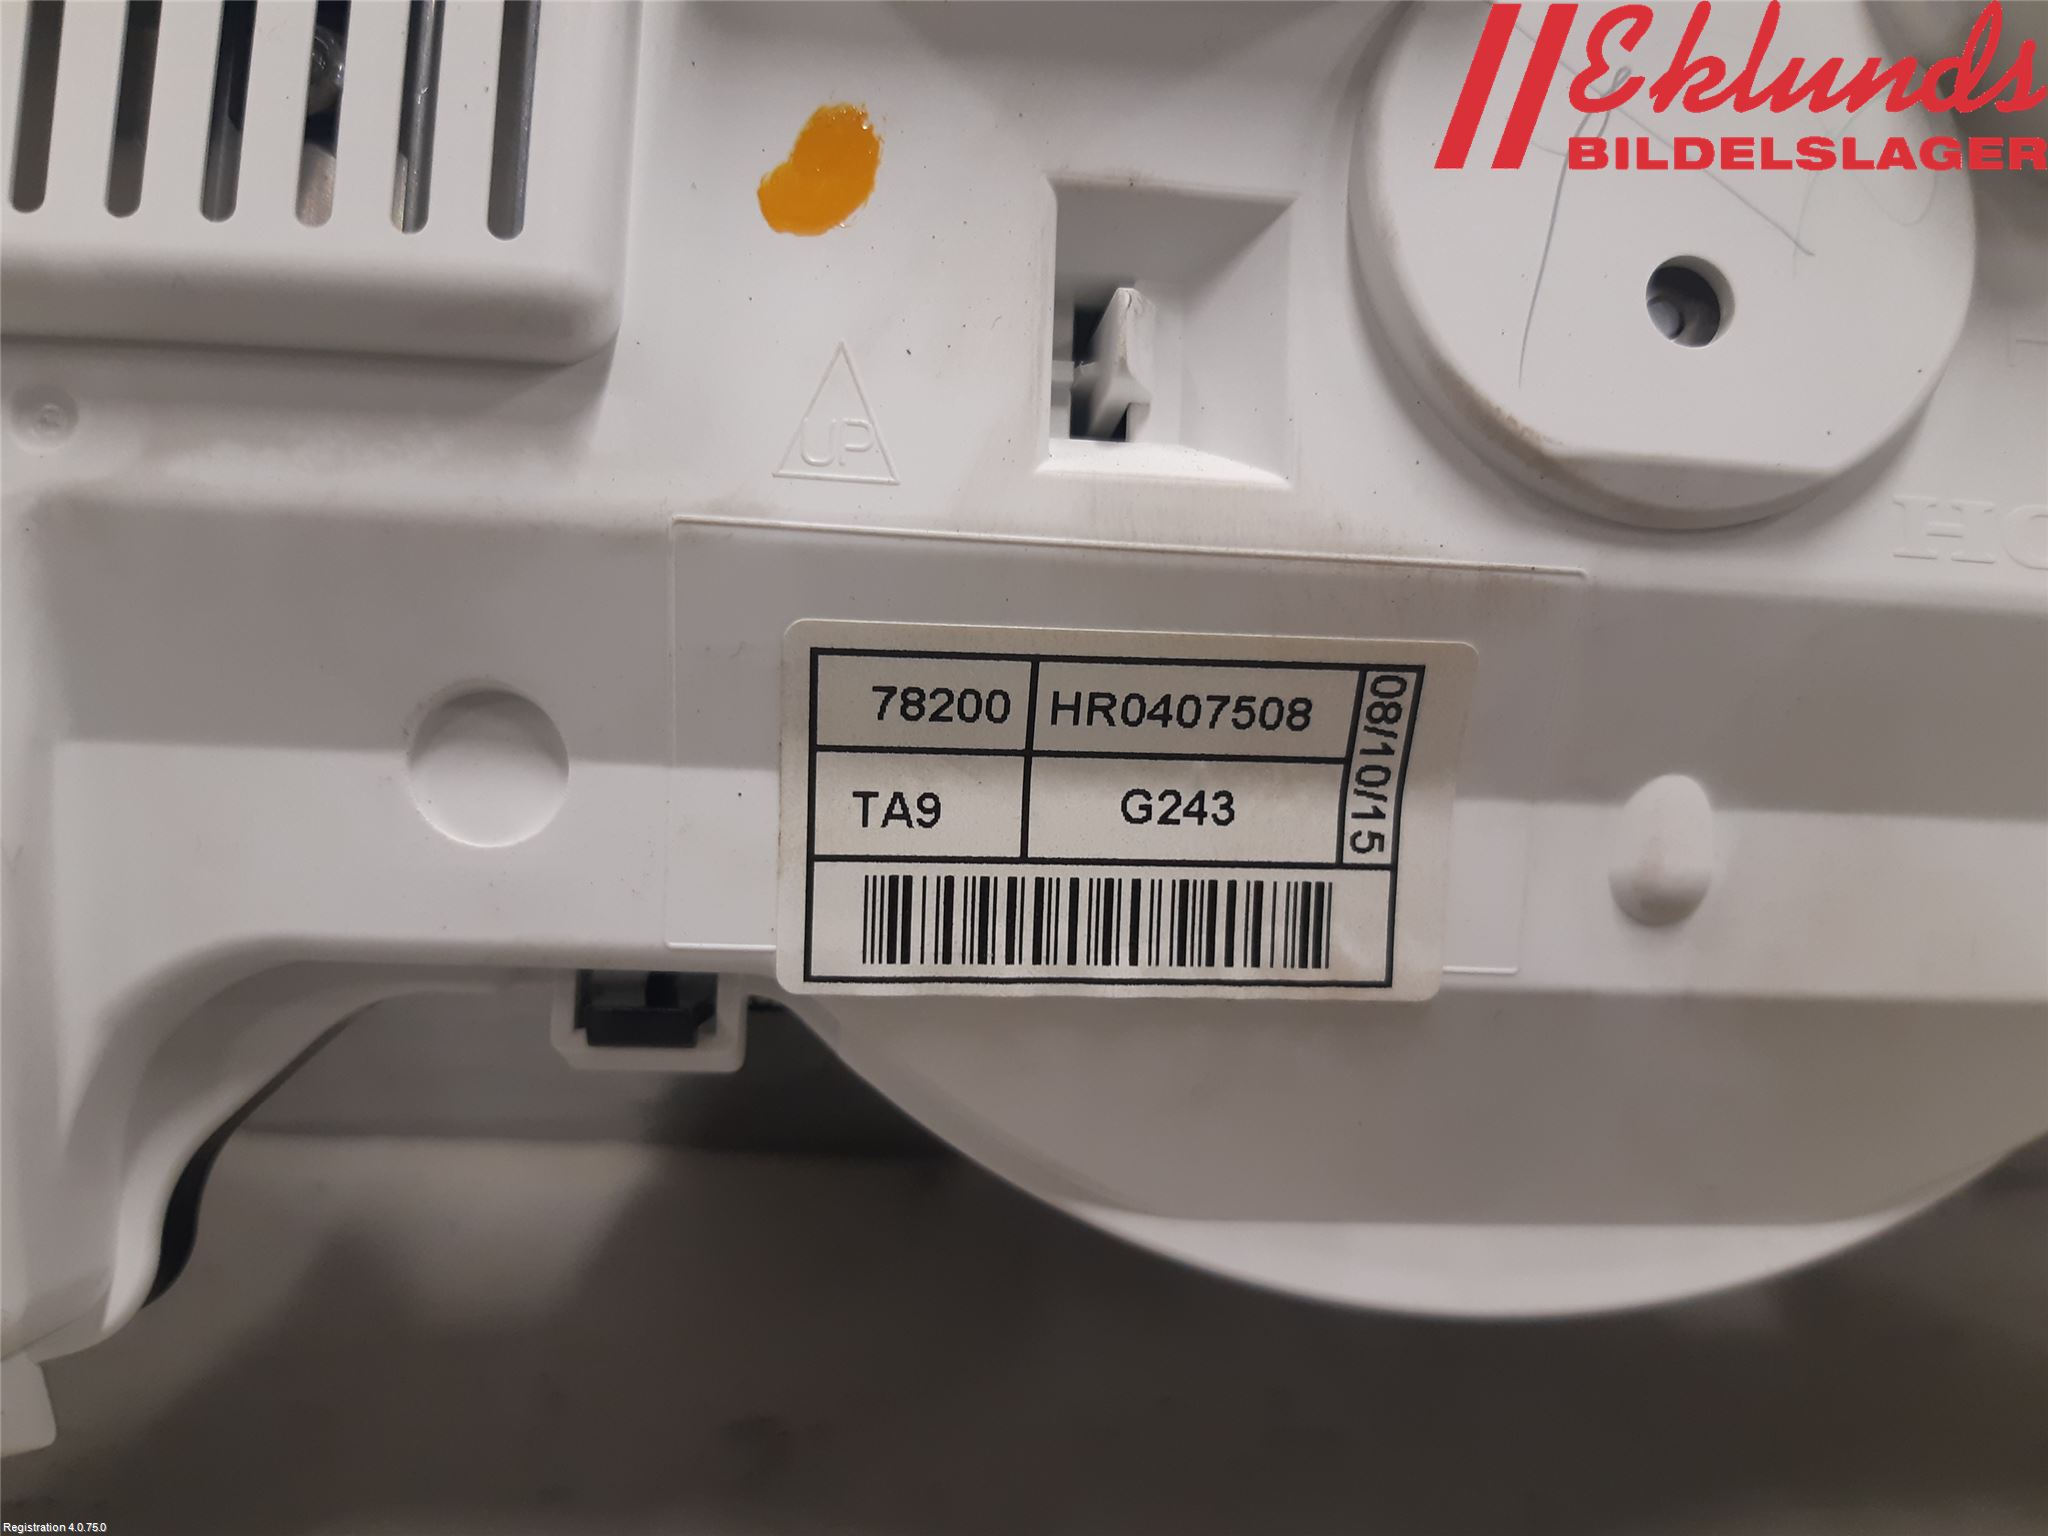 Eklunds
BILDELSLAGER
UP
78200 HR0407508 08/10/15
TA9 G243
Registration 4.0.75.0